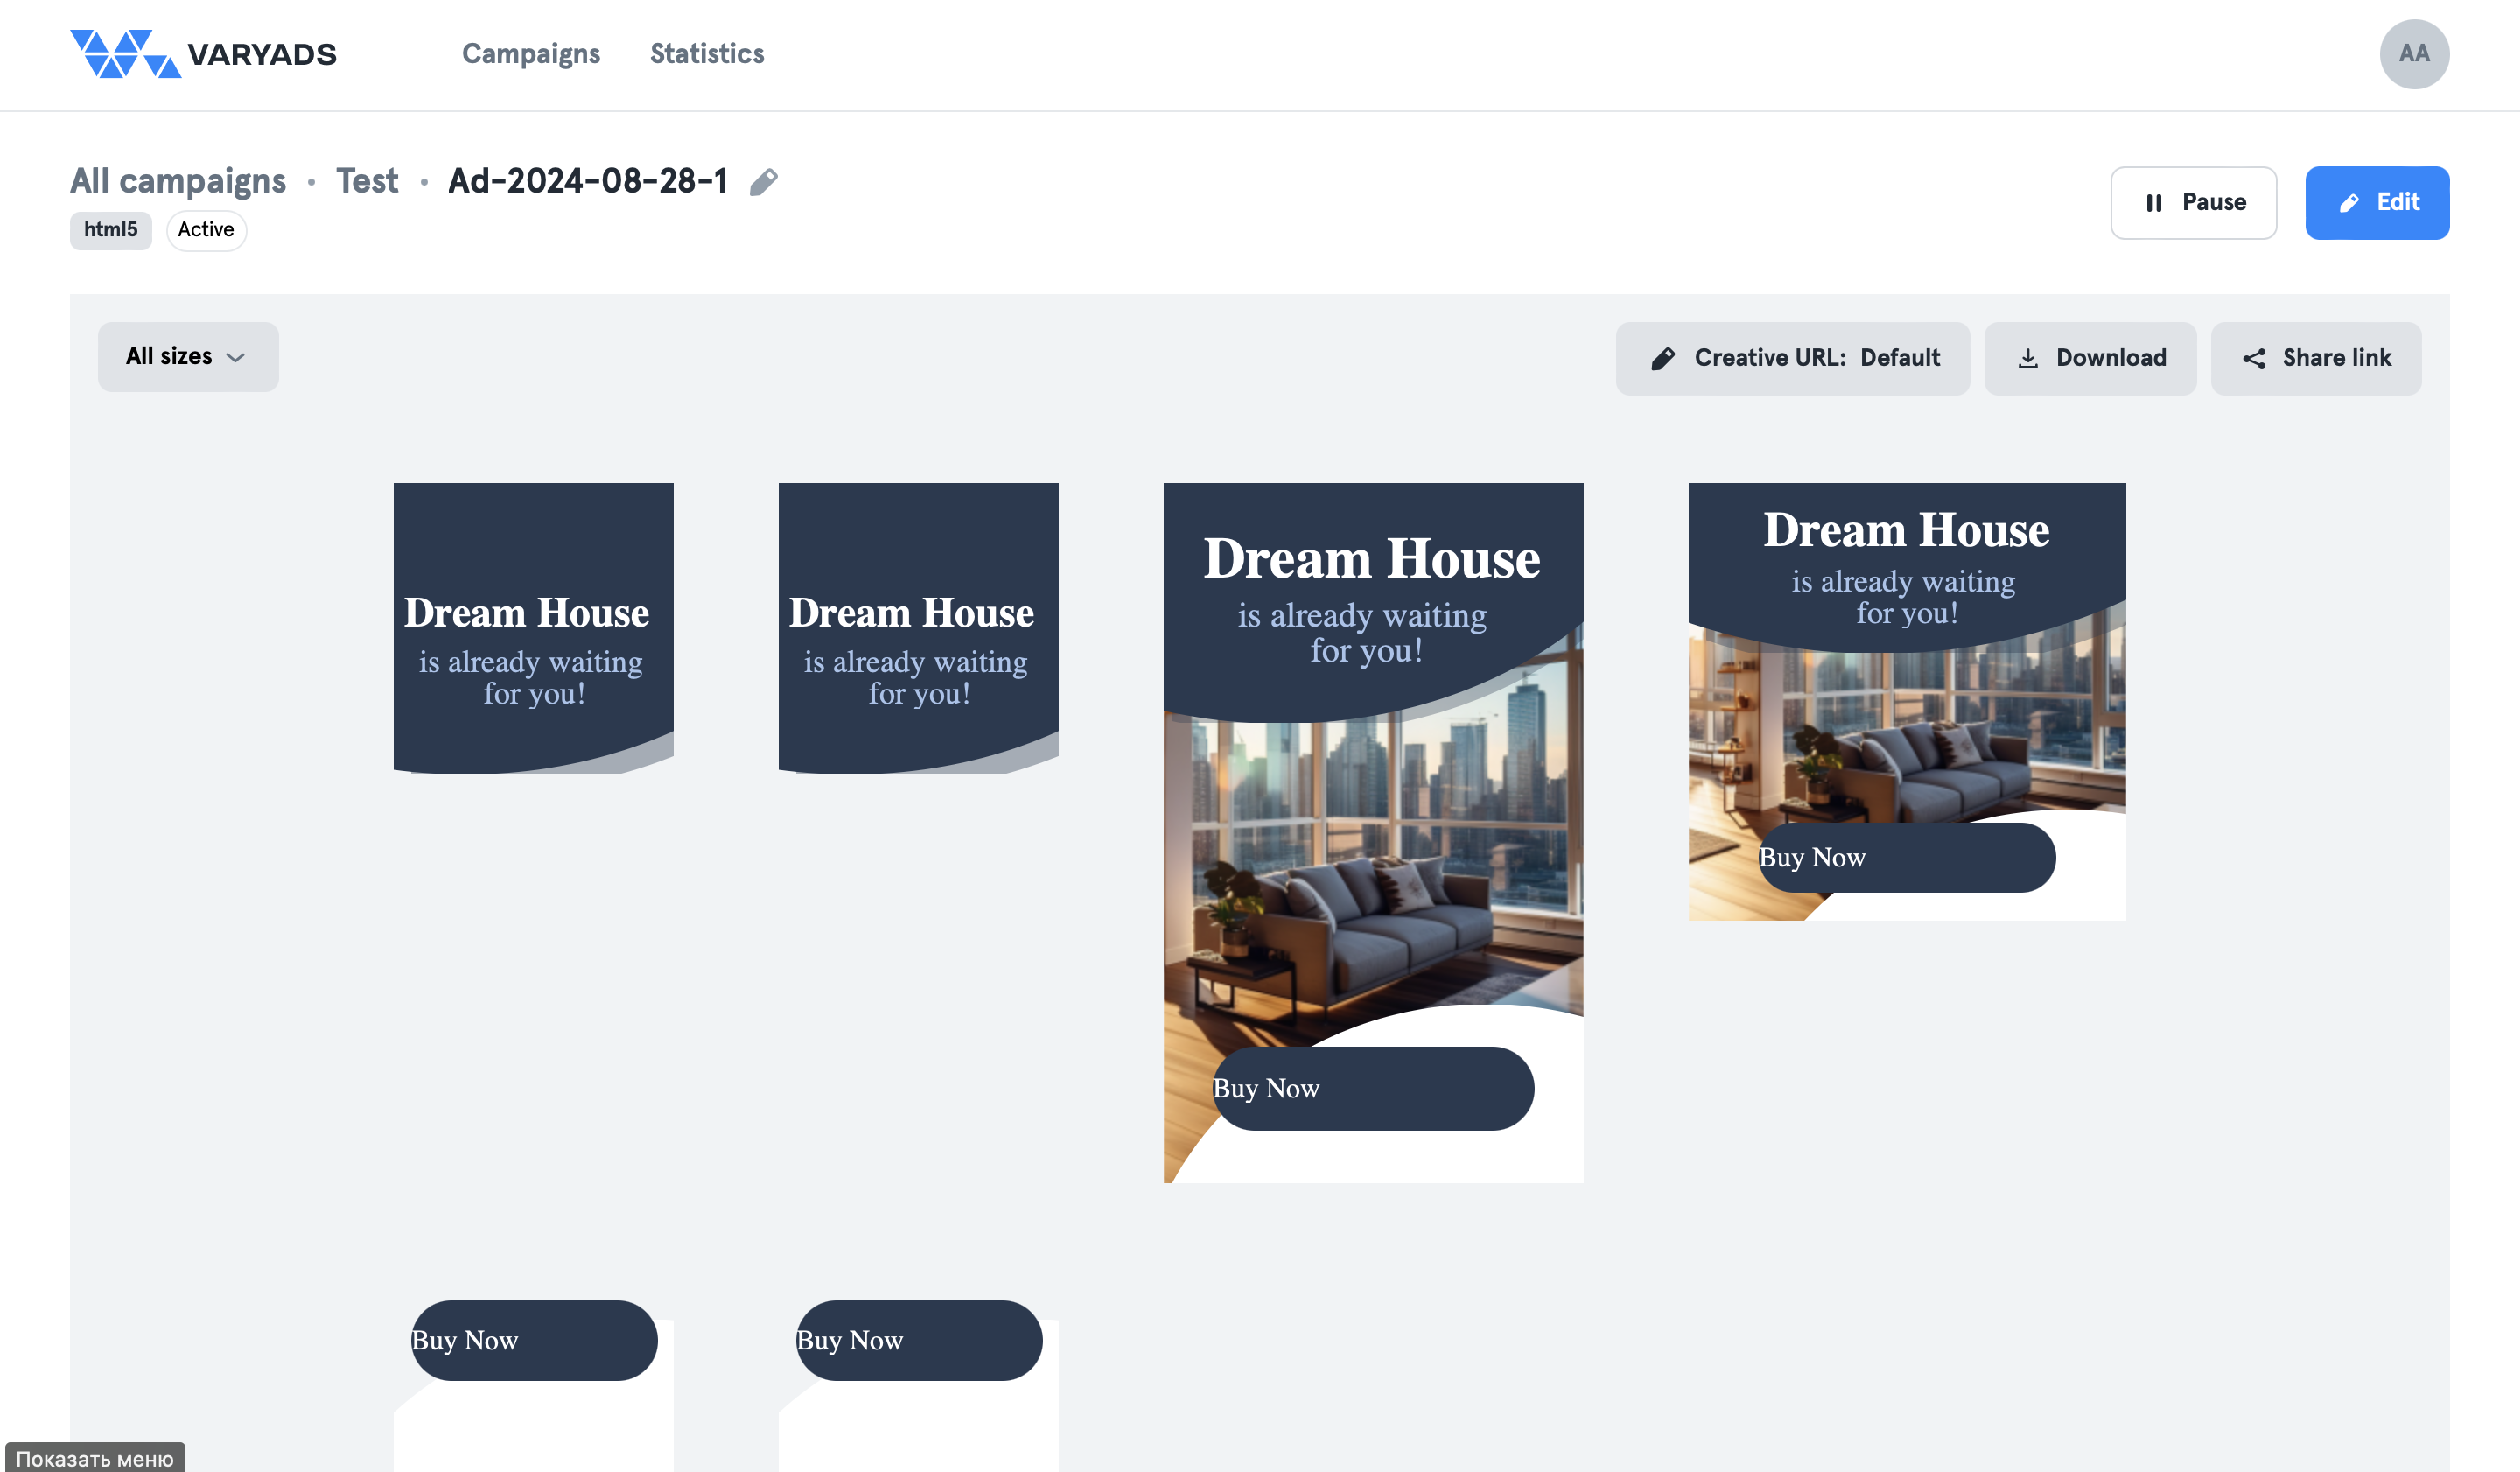 VARYADS
Campaigns
Statistics
AA
All campaigns • Test • Ad-2024-08-28-1
html5
Active
Pause
Edit
All sizes
Creative URL: Default
Download
Share link
Dream House
is already waiting
for you!
Dream House
is already waiting
for you!
Dream House
is already waiting
for you!
Buy Now
Dream House
is already waiting
for you!
Buy Now
Buy Now
Buy Now
Показать меню